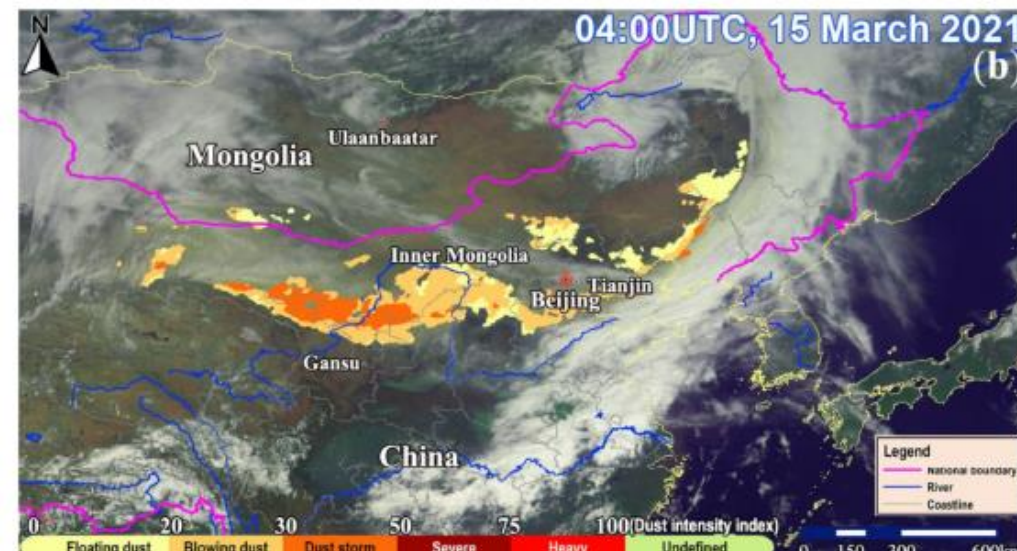 N
04:00UTC, 15 March 2021
(b)
Ulaanbaatar
Mongolia
Inner Mongolia
Tianjin
Beijing
Gansu
China
Legend
National boundary
River
Coastline
0 20 30 50 75 100(Dust intensity index)
Floating dust Blowing dust Dust storm Severe Heavy Undefined
0 150 300 600km